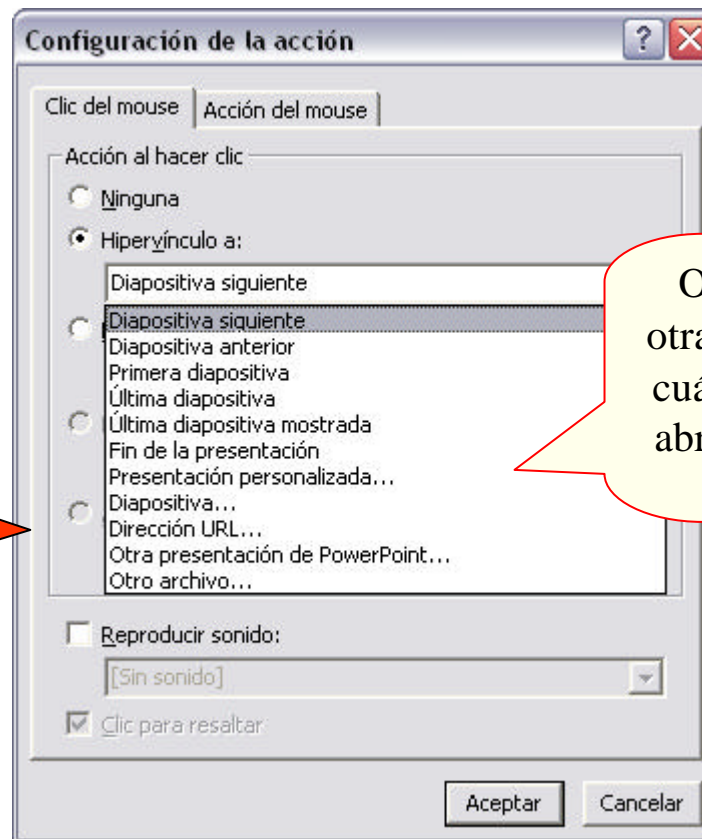 Configuración de la acción
Clic del mouse
Acción del mouse
Acción al hacer clic
Ninguna
Hipervínculo a:
Diapositiva siguiente
Diapositiva siguiente
Diapositiva anterior
Primera diapositiva
Última diapositiva
Última diapositiva mostrada
Fin de la presentación
Presentación personalizada...
Diapositiva...
Dirección URL...
Otra presentación de PowerPoint...
Otro archivo...
Reproducir sonido:
[Sin sonido]
Clic para resaltar
Aceptar
Cancelar